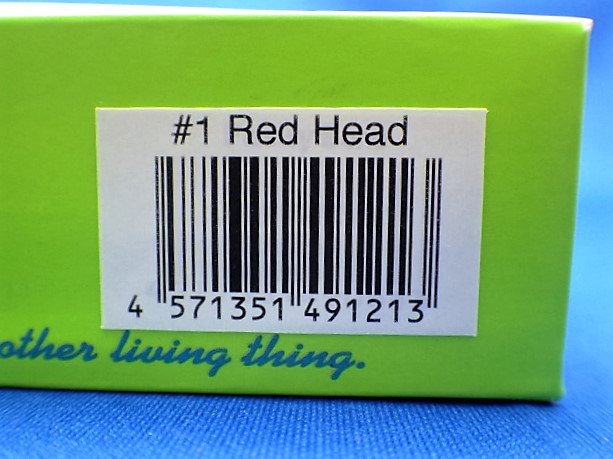 #1 Red Head
4 571351 491213
other living thing.